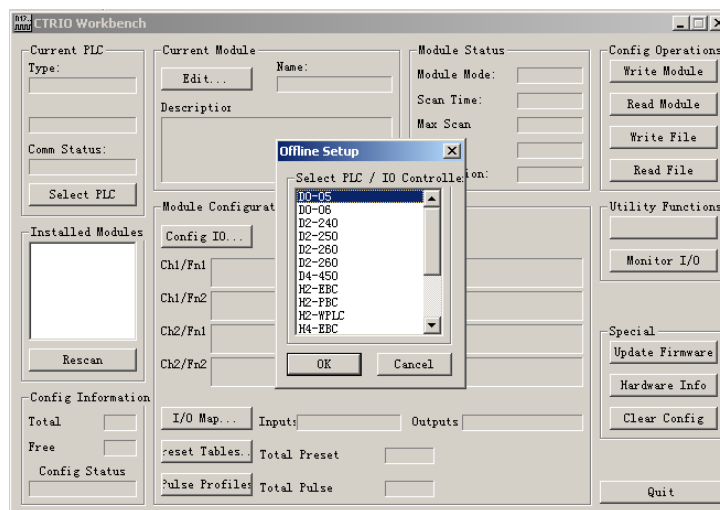 CTRIO Workbench
Current PLC
Type:
Comm Status:
Select PLC
Installed Modules
Rescan
Config Information
Total
Free
Config Status
Current Module
Edit...
Name:
Descriptior
Module Status
Module Mode:
Scan Time:
Max Scan
ion:
Config Operations
Write Module
Read Module
Write File
Read File
Offline Setup
Select PLC / IO Controlle
D0-05
D0-06
D2-240
D2-250
D2-260
D2-260
D4-450
H2-EBC
H2-PBC
H2-WPLC
H4-EBC
OK
Cancel
Module Configurat
Config IO...
Ch1/Fn1
Ch1/Fn2
Ch2/Fn1
Ch2/Fn2
I/O Map...
Inputs
Outputs
reset Tables..
Total Preset
Pulse Profiles
Total Pulse
Utility Functions
Monitor I/O
Special
Update Firmware
Hardware Info
Clear Config
Quit